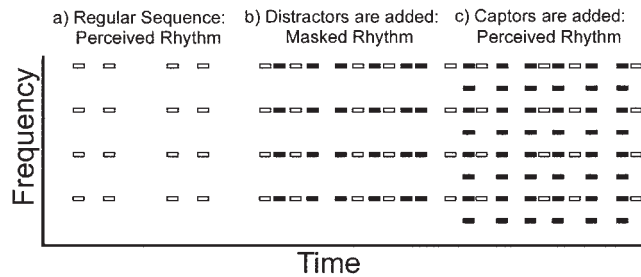 a) Regular Sequence:
Perceived Rhythm
b) Distractors are added:
Masked Rhythm
c) Captors are added:
Perceived Rhythm
Frequency
Time